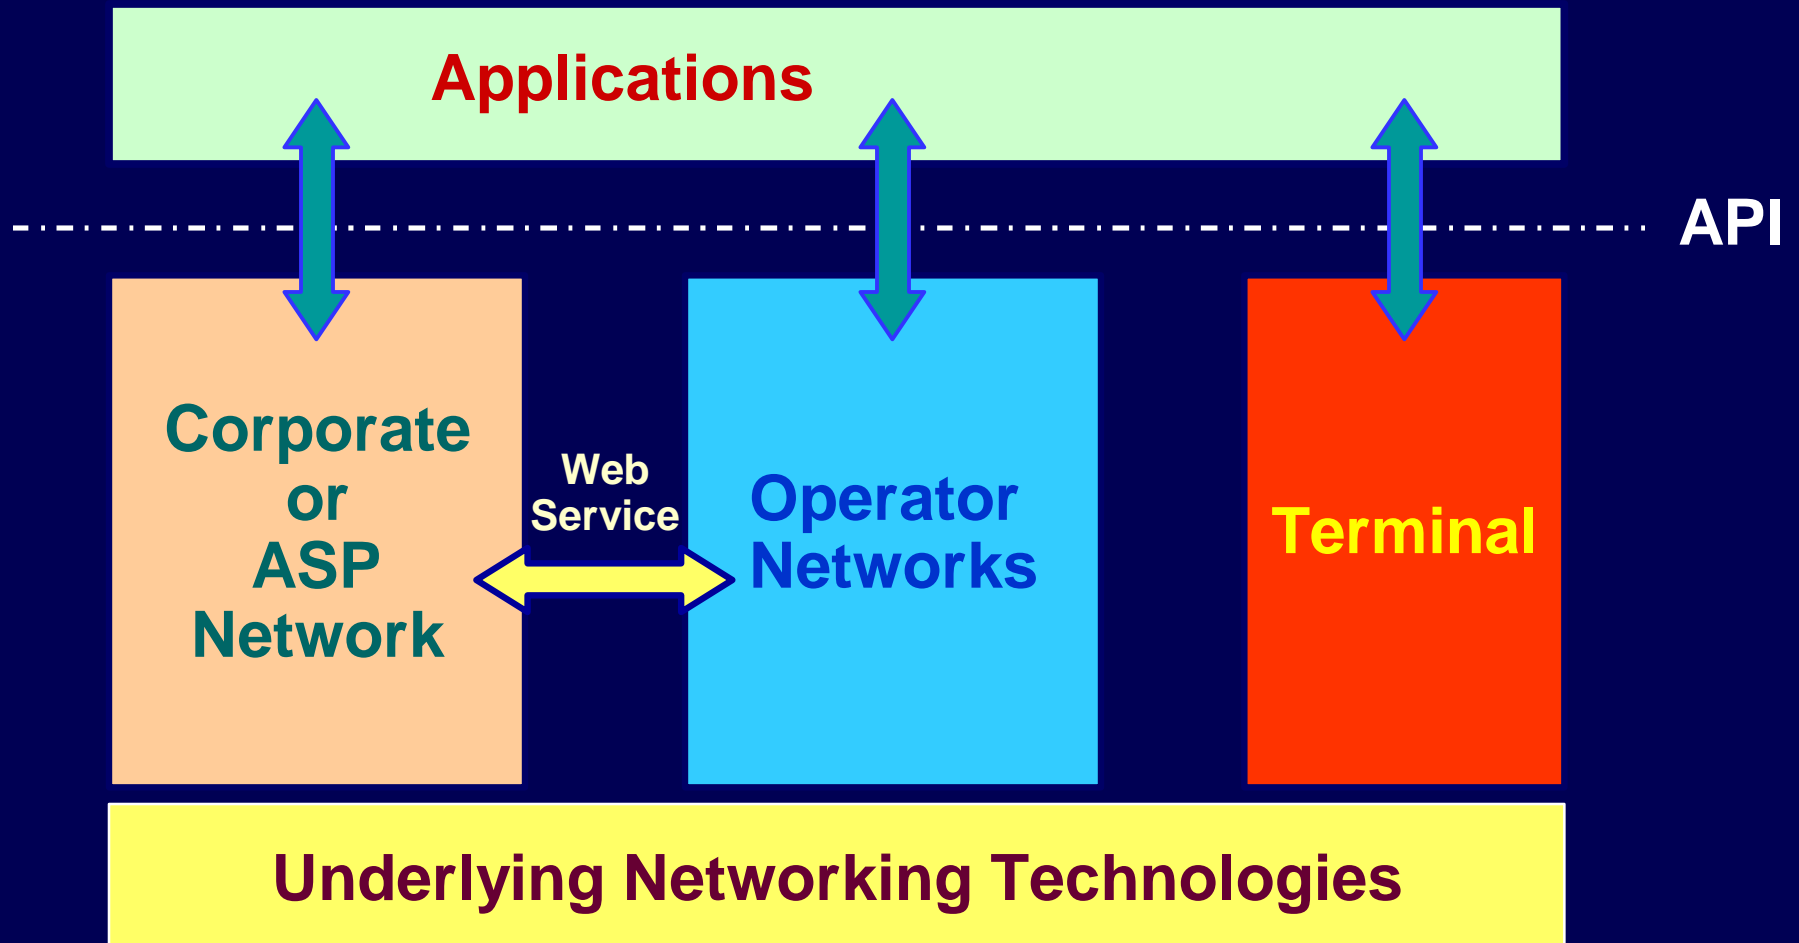 Applications
API
Corporate
or
ASP
Network
Web
Service
Operator
Networks
Terminal
Underlying Networking Technologies